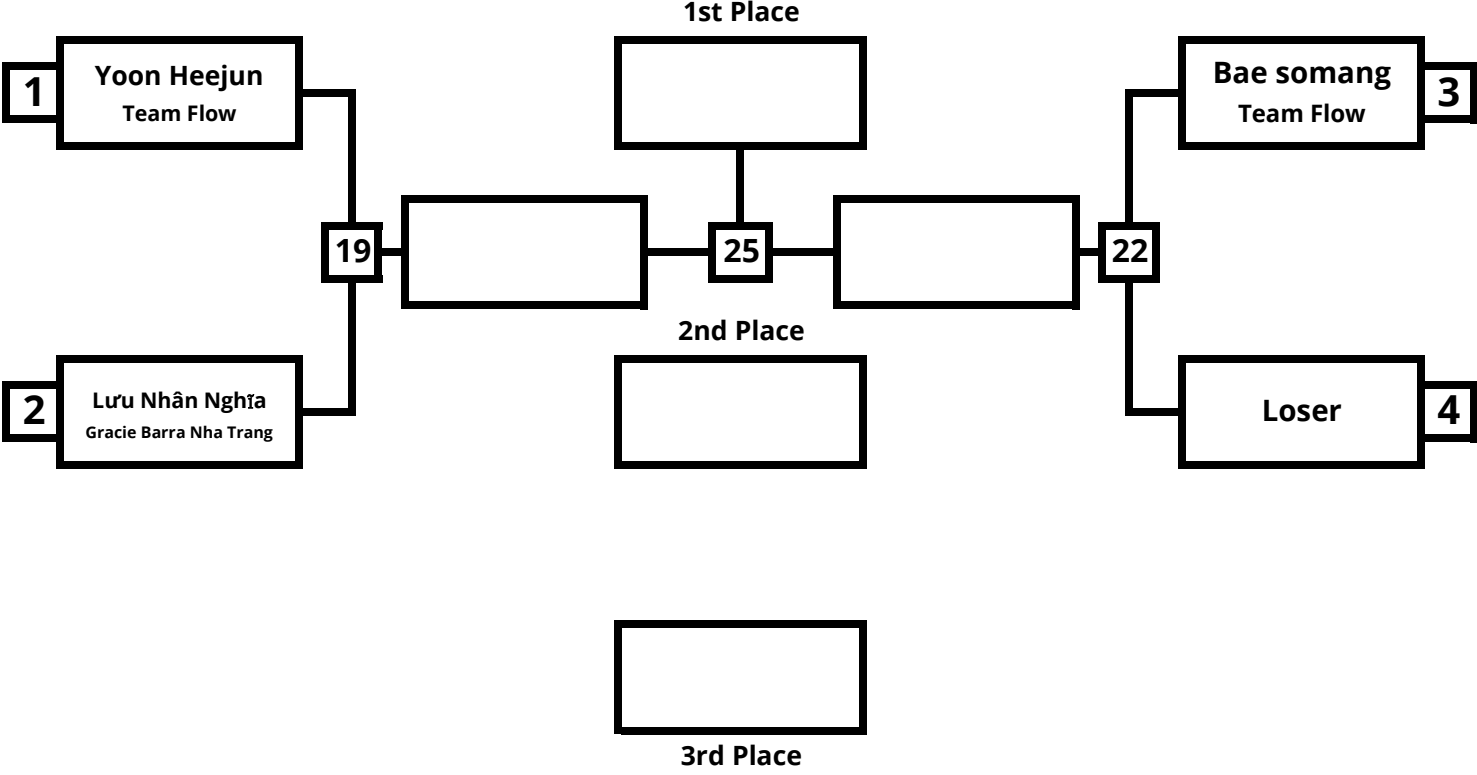 1st Place
1
Yoon Heejun
Team Flow
Bae somang
Team Flow
3
19
25
22
2nd Place
2
Lưu Nhân Nghĩa
Gracie Barra Nha Trang
Loser
4
3rd Place